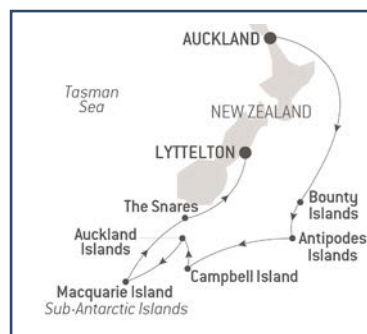 AUCKLAND
Tasman
Sea
NEW ZEALAND
LYTTELTON
The Snares
Bounty
Islands
Auckland
Islands
Antipodes
Islands
Campbell Island
Macquarie Island
Sub-Antarctic Islands